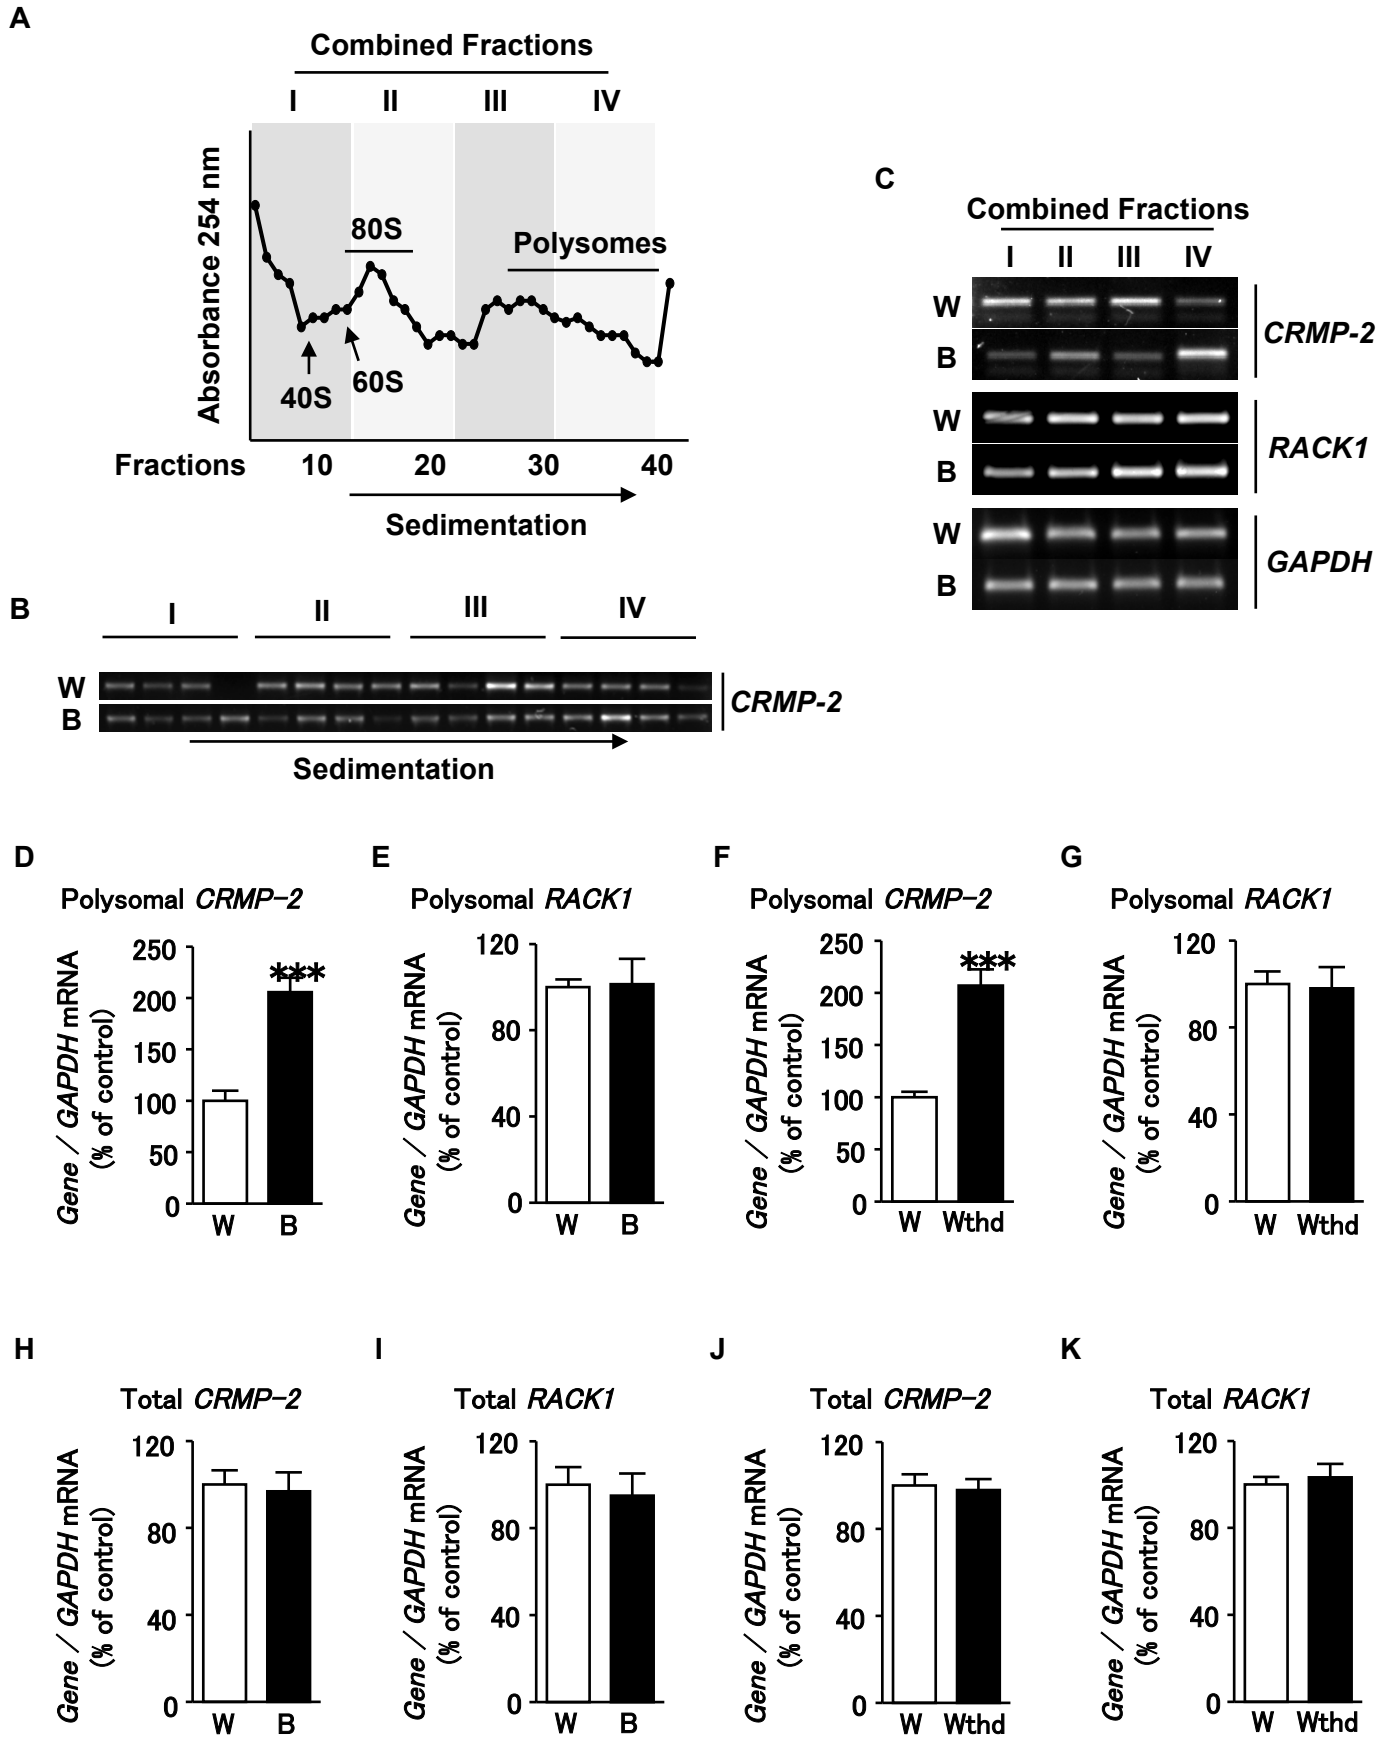 A
Combined Fractions
I II III IV
Absorbance 254 nm
80S
Polysomes
40S
60S
Fractions 10 20 30 40
Sedimentation
C
Combined Fractions
I II III IV
W
B
CRMP-2
W
B
RACK1
W
B
GAPDH
B
I II III IV
W
B
CRMP-2
Sedimentation
D
Polysomal CRMP-2
Gene / GAPDH mRNA
(% of control)
250
200
150
100
50
0
***
W B
E
Polysomal RACK1
Gene / GAPDH mRNA
(% of control)
120
80
40
0
W B
F
Polysomal CRMP-2
Gene / GAPDH mRNA
(% of control)
250
200
150
100
50
0
***
W Wthd
G
Polysomal RACK1
Gene / GAPDH mRNA
(% of control)
120
80
40
0
W Wthd
H
Total CRMP-2
Gene / GAPDH mRNA
(% of control)
120
80
40
0
W B
I
Total RACK1
Gene / GAPDH mRNA
(% of control)
120
80
40
0
W B
J
Total CRMP-2
Gene / GAPDH mRNA
(% of control)
120
80
40
0
W Wthd
K
Total RACK1
Gene / GAPDH mRNA
(% of control)
120
80
40
0
W Wthd